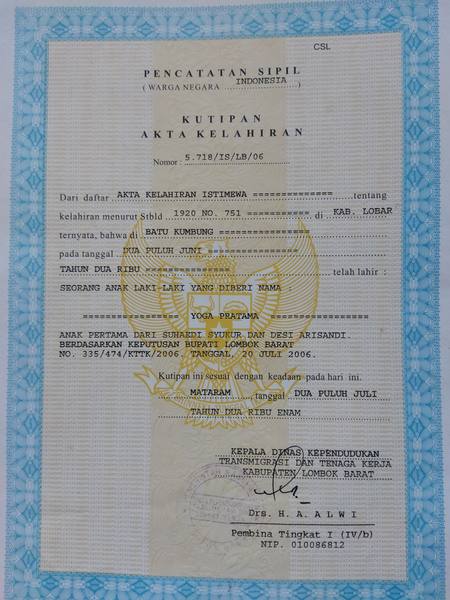 CSL
PENCATATAN SIPIL
( WARGA NEGARA INDONESIA )
KUTIPAN
AKTA KELAHIRAN
Nomor : 5.718/IS/LB/06
Dari daftar AKTA KELAHIRAN ISTIMEWA ============== tentang
kelahiran menurut Stbld 1920 NO. 751 =========== di KAB. LOBAR
ternyata, bahwa di BATU KUMBUNG ===============
pada tanggal DUA PULUH JUNI ================
TAHUN DUA RIBU =============== telah lahir :
SEORANG ANAK LAKI-LAKI YANG DIBERI NAMA :
================= YOGA PRATAMA ====================
ANAK PERTAMA DARI SUHAEDI SYUKUR DAN DESI ARISANDI.
BERDASARKAN KEPUTUSAN BUPATI LOMBOK BARAT
NO. 335/474/KTTK/2006. TANGGAL, 20 JULI 2006.
Kutipan ini sesuai dengan keadaan pada hari ini.
MATARAM tanggal DUA PULUH JULI
TAHUN DUA RIBU ENAM
KEPALA DINAS KEPENDUDUKAN
TRANSMIGRASI DAN TENAGA KERJA
KABUPATEN LOMBOK BARAT
Drs. H. A. ALWI
Pembina Tingkat I (IV/b)
NIP. 010086812